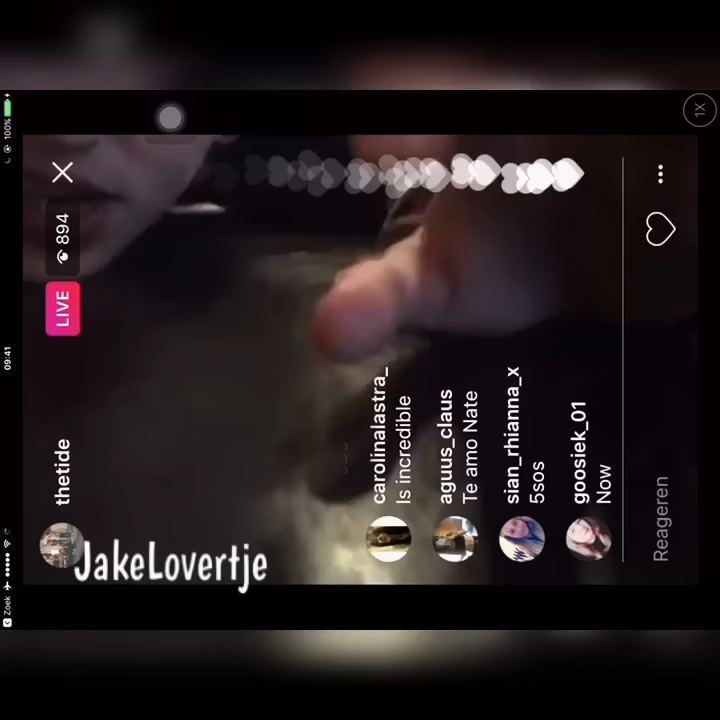 Zoek
09:41
100%
thetide
LIVE
894
carolinalastra_
Is incredible
aguus_claus
Te amo Nate
sian_rhianna_x
5sos
goosiek_01
Now
Reageren
JakeLovertje
1X